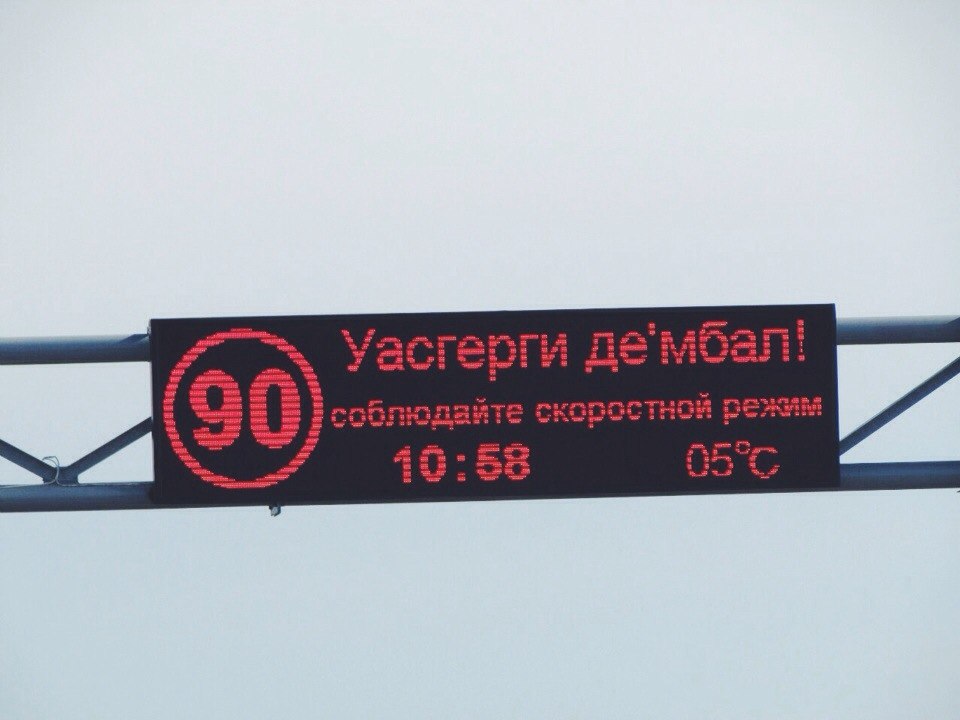 Уасгерги де'мбал!
90
соблюдайте скоростной режим
10:58 05°C